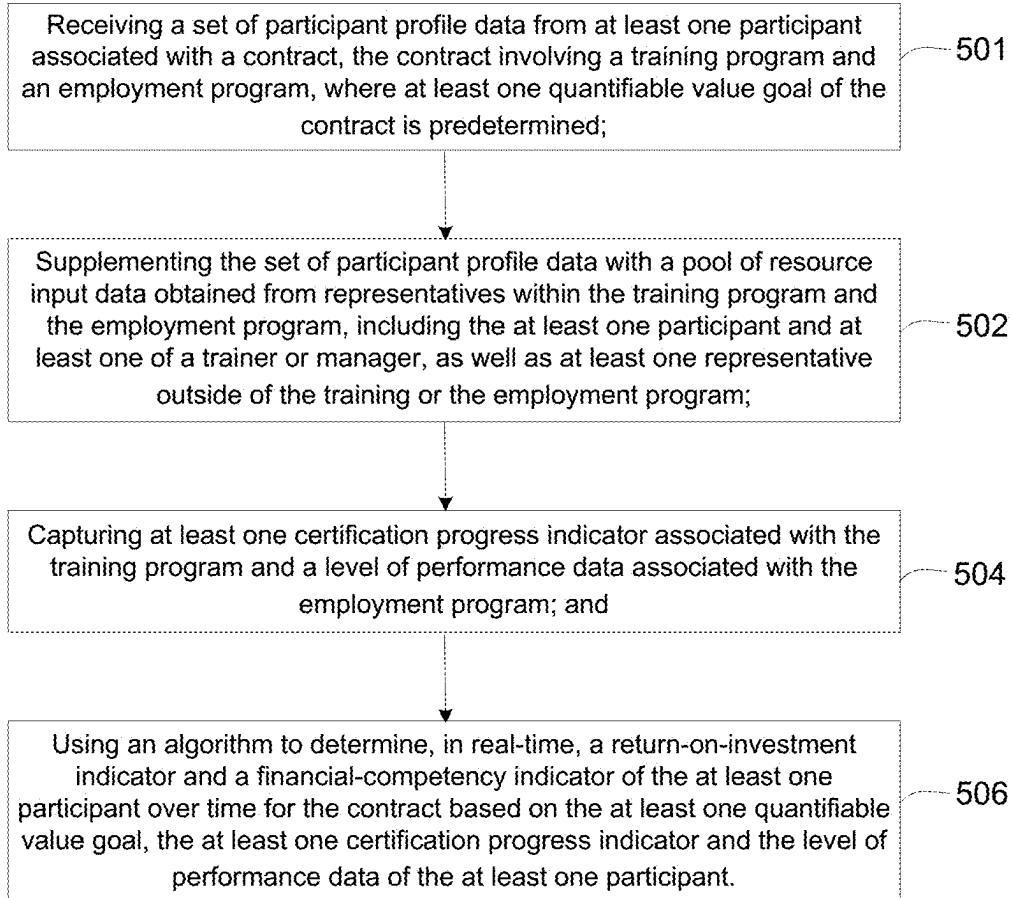 Receiving a set of participant profile data from at least one participant
associated with a contract, the contract involving a training program and
an employment program, where at least one quantifiable value goal of the
contract is predetermined;
501
Supplementing the set of participant profile data with a pool of resource
input data obtained from representatives within the training program and
the employment program, including the at least one participant and at
least one of a trainer or manager, as well as at least one representative
outside of the training or the employment program;
502
Capturing at least one certification progress indicator associated with the
training program and a level of performance data associated with the
employment program; and
504
Using an algorithm to determine, in real-time, a return-on-investment
indicator and a financial-competency indicator of the at least one
participant over time for the contract based on the at least one quantifiable
value goal, the at least one certification progress indicator and the level of
performance data of the at least one participant.
506